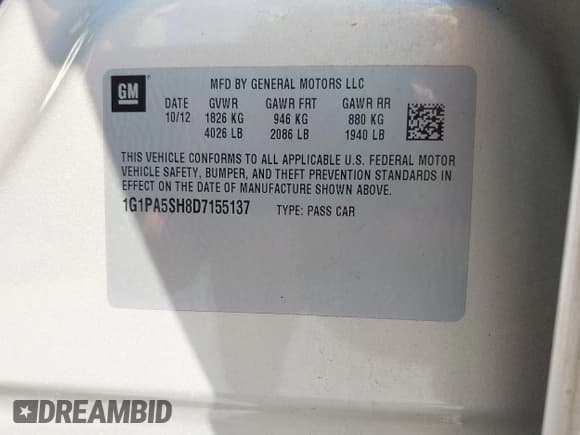 GM
MFD BY GENERAL MOTORS LLC
DATE GVWR GAWR FRT GAWR RR
10/12 1826 KG 946 KG 880 KG
4026 LB 2086 LB 1940 LB
THIS VEHICLE CONFORMS TO ALL APPLICABLE U.S. FEDERAL MOTOR
VEHICLE SAFETY, BUMPER, AND THEFT PREVENTION STANDARDS IN
EFFECT ON THE DATE OF MANUFACTURE SHOWN ABOVE.
1G1PA5SH8D7155137 TYPE: PASS CAR
DREAMBID